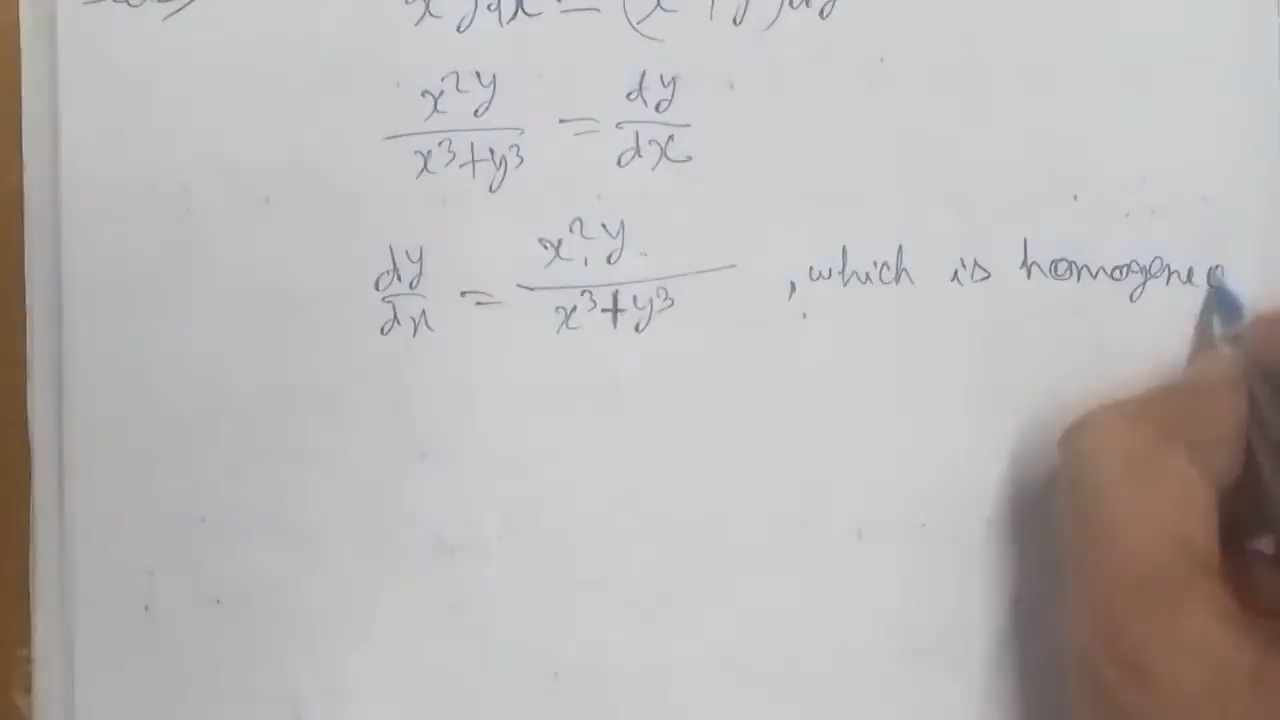 x²y / x³+y³ = dy / dx
dy / dx = x²y / x³+y³ , which is homogene